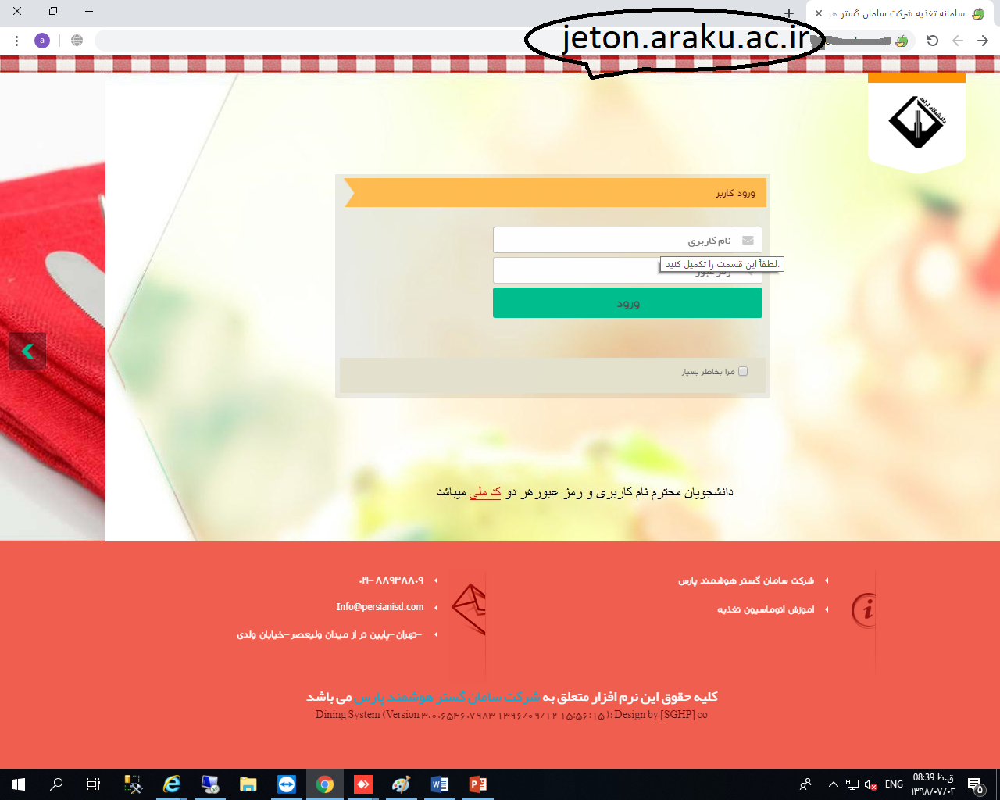 سامانه تغذیه شرکت سامان گستر
jeton.araku.ac.ir
a
دانشگاه اراک
ورود کاربر
نام کاربری
لطفاً این قسمت را تکمیل کنید.
رمز عبور
ورود
مرا بخاطر بسپار
دانشجویان محترم نام کاربری و رمز عبورهر دو کد ملی میباشد
شرکت سامان گستر هوشمند پارس
اموزش اتوماسیون تغذیه
۰۲۱-۸۸۹۳۸۸۰۹
Info@persianisd.com
-تهران-پایین تر از میدان ولیعصر-خیابان ولدی
کلیه حقوق این نرم افزار متعلق به شرکت سامان گستر هوشمند پارس می باشد
Dining System (Version ۳.۰.۶۵۴۶.۷۹۸۳ ۱۳۹۶/۰۹/۱۲ ۱۵:۵۶:۱۵ ): Design by [SGHP] co
ENG
08:39 ق.ظ
۱۳۹۸/۰۷/۰۲
۵